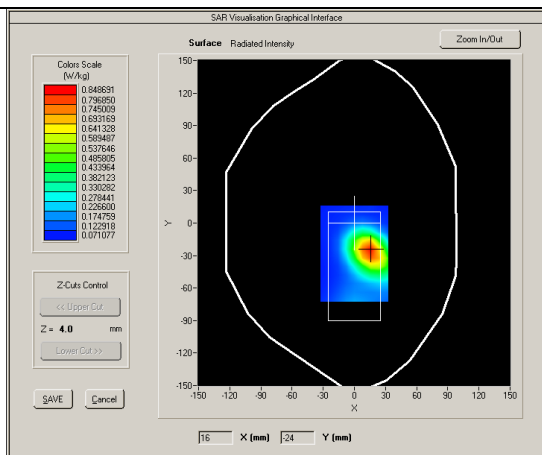 SAR Visualisation Graphical Interface
Surface Radiated Intensity
Zoom In/Out
Colors Scale
(W/kg)
0.848691
0.796850
0.745009
0.693169
0.641328
0.589487
0.537646
0.485805
0.433964
0.382123
0.330282
0.278441
0.226600
0.174759
0.122918
0.071077
Z-Cuts Control
<< Upper Cut
Z = 4.0 mm
Lower Cut >>
SAVE Cancel
Y
150-
120-
90-
60-
30-
0-
-30-
-60-
-90-
-120-
-150-
-150 -120 -90 -60 -30 0 30 60 90 120 150
X
16 X (mm) -24 Y (mm)